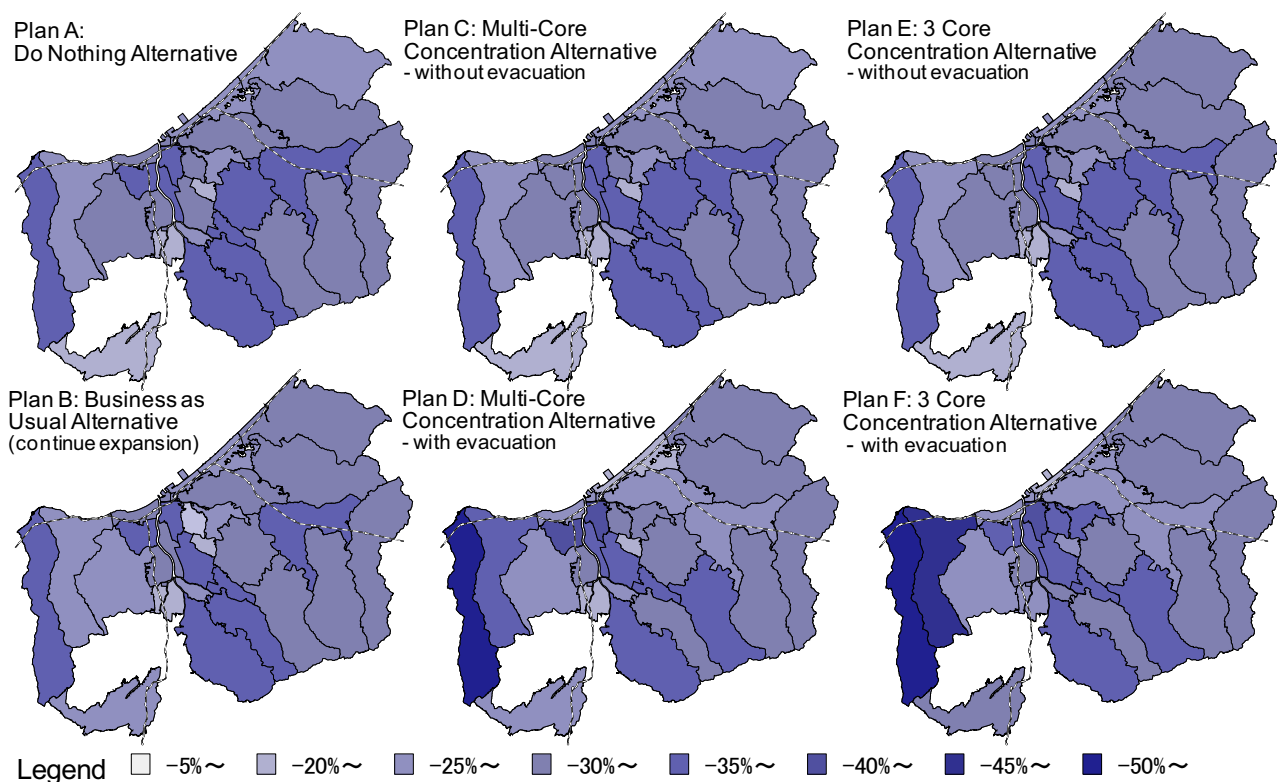 Plan A:
Do Nothing Alternative
Plan C: Multi-Core
Concentration Alternative
- without evacuation
Plan E: 3 Core
Concentration Alternative
- without evacuation
Plan B: Business as
Usual Alternative
(continue expansion)
Plan D: Multi-Core
Concentration Alternative
- with evacuation
Plan F: 3 Core
Concentration Alternative
- with evacuation
Legend −5%～ −20%～ −25%～ −30%～ −35%～ −40%～ −45%～ −50%～